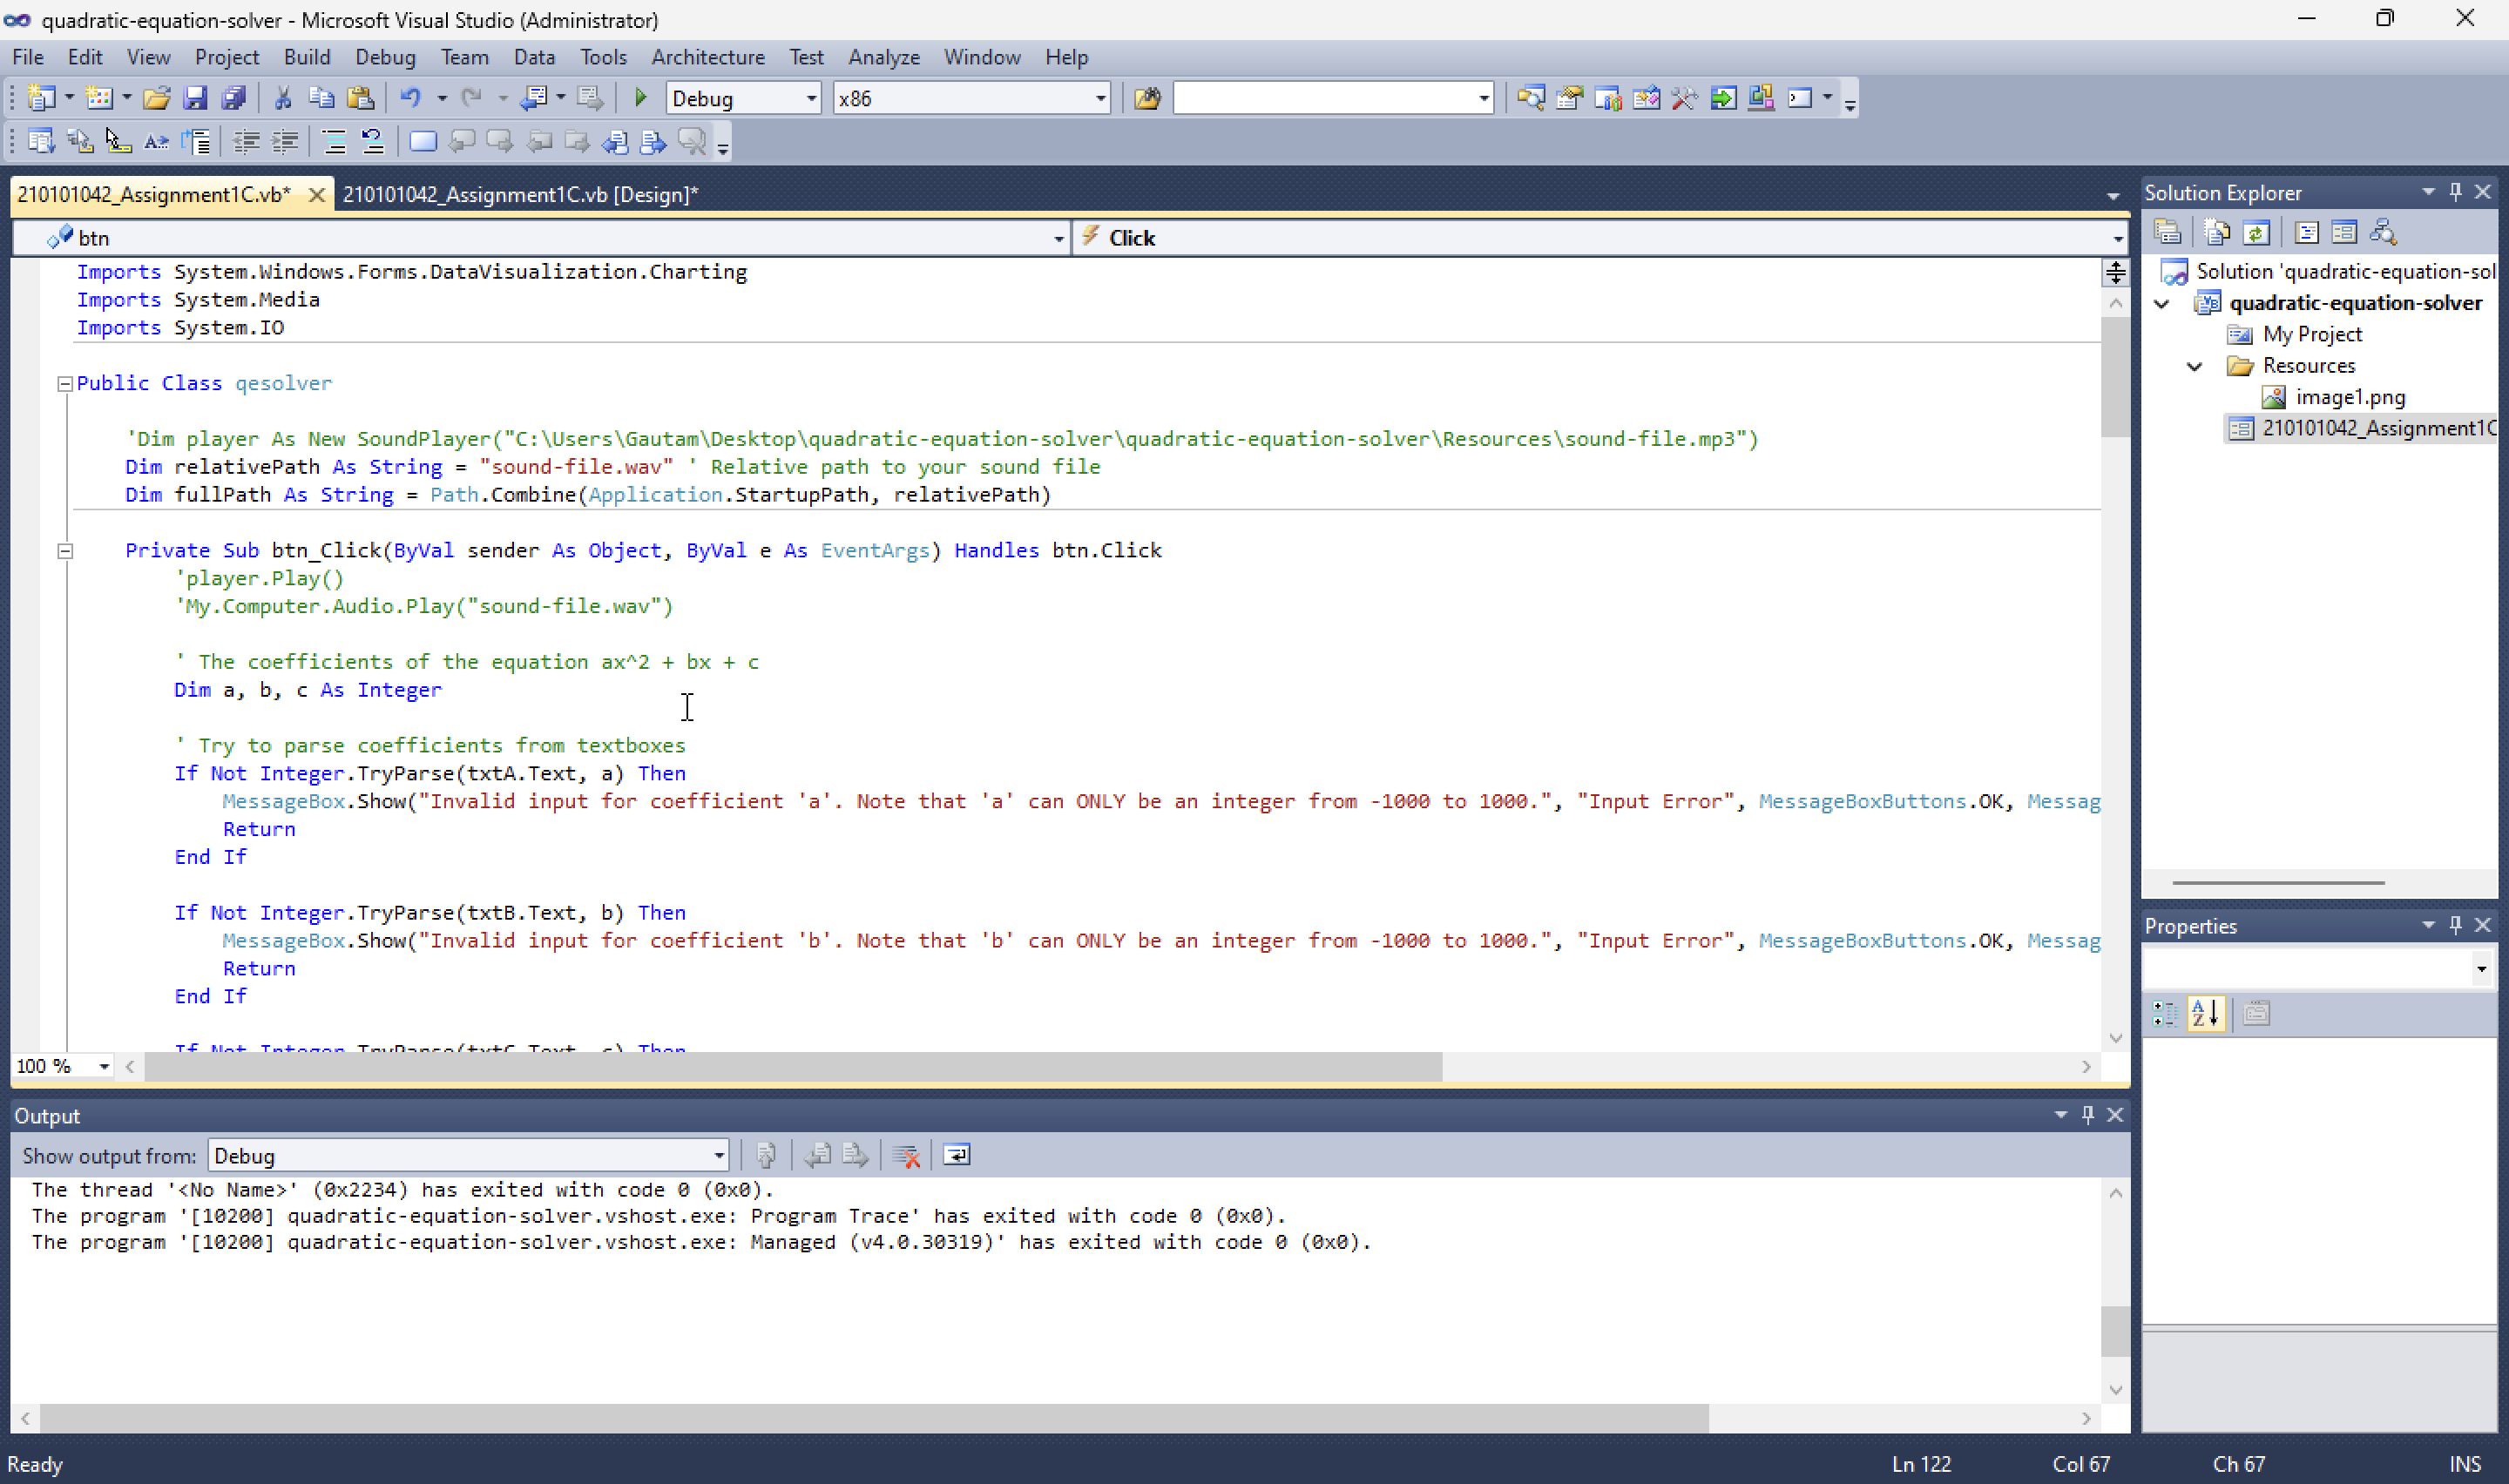 quadratic-equation-solver - Microsoft Visual Studio (Administrator)
File Edit View Project Build Debug Team Data Tools Architecture Test Analyze Window Help
Debug x86
210101042_Assignment1C.vb* 210101042_Assignment1C.vb [Design]*
btn Click
Imports System.Windows.Forms.DataVisualization.Charting
Imports System.Media
Imports System.IO
Public Class qesolver
'Dim player As New SoundPlayer("C:\Users\Gautam\Desktop\quadratic-equation-solver\quadratic-equation-solver\Resources\sound-file.mp3")
Dim relativePath As String = "sound-file.wav" ' Relative path to your sound file
Dim fullPath As String = Path.Combine(Application.StartupPath, relativePath)
Private Sub btn_Click(ByVal sender As Object, ByVal e As EventArgs) Handles btn.Click
'player.Play()
'My.Computer.Audio.Play("sound-file.wav")
' The coefficients of the equation ax^2 + bx + c
Dim a, b, c As Integer
' Try to parse coefficients from textboxes
If Not Integer.TryParse(txtA.Text, a) Then
MessageBox.Show("Invalid input for coefficient 'a'. Note that 'a' can ONLY be an integer from -1000 to 1000.", "Input Error", MessageBoxButtons.OK, Messag
Return
End If
If Not Integer.TryParse(txtB.Text, b) Then
MessageBox.Show("Invalid input for coefficient 'b'. Note that 'b' can ONLY be an integer from -1000 to 1000.", "Input Error", MessageBoxButtons.OK, Messag
Return
End If
If Not Integer.TryParse(txtC.Text, c) Then
100 %
Solution Explorer
Solution 'quadratic-equation-sol
quadratic-equation-solver
My Project
Resources
image1.png
210101042_Assignment1C
Properties
Output
Show output from: Debug
The thread '<No Name>' (0x2234) has exited with code 0 (0x0).
The program '[10200] quadratic-equation-solver.vshost.exe: Program Trace' has exited with code 0 (0x0).
The program '[10200] quadratic-equation-solver.vshost.exe: Managed (v4.0.30319)' has exited with code 0 (0x0).
Ready Ln 122 Col 67 Ch 67 INS